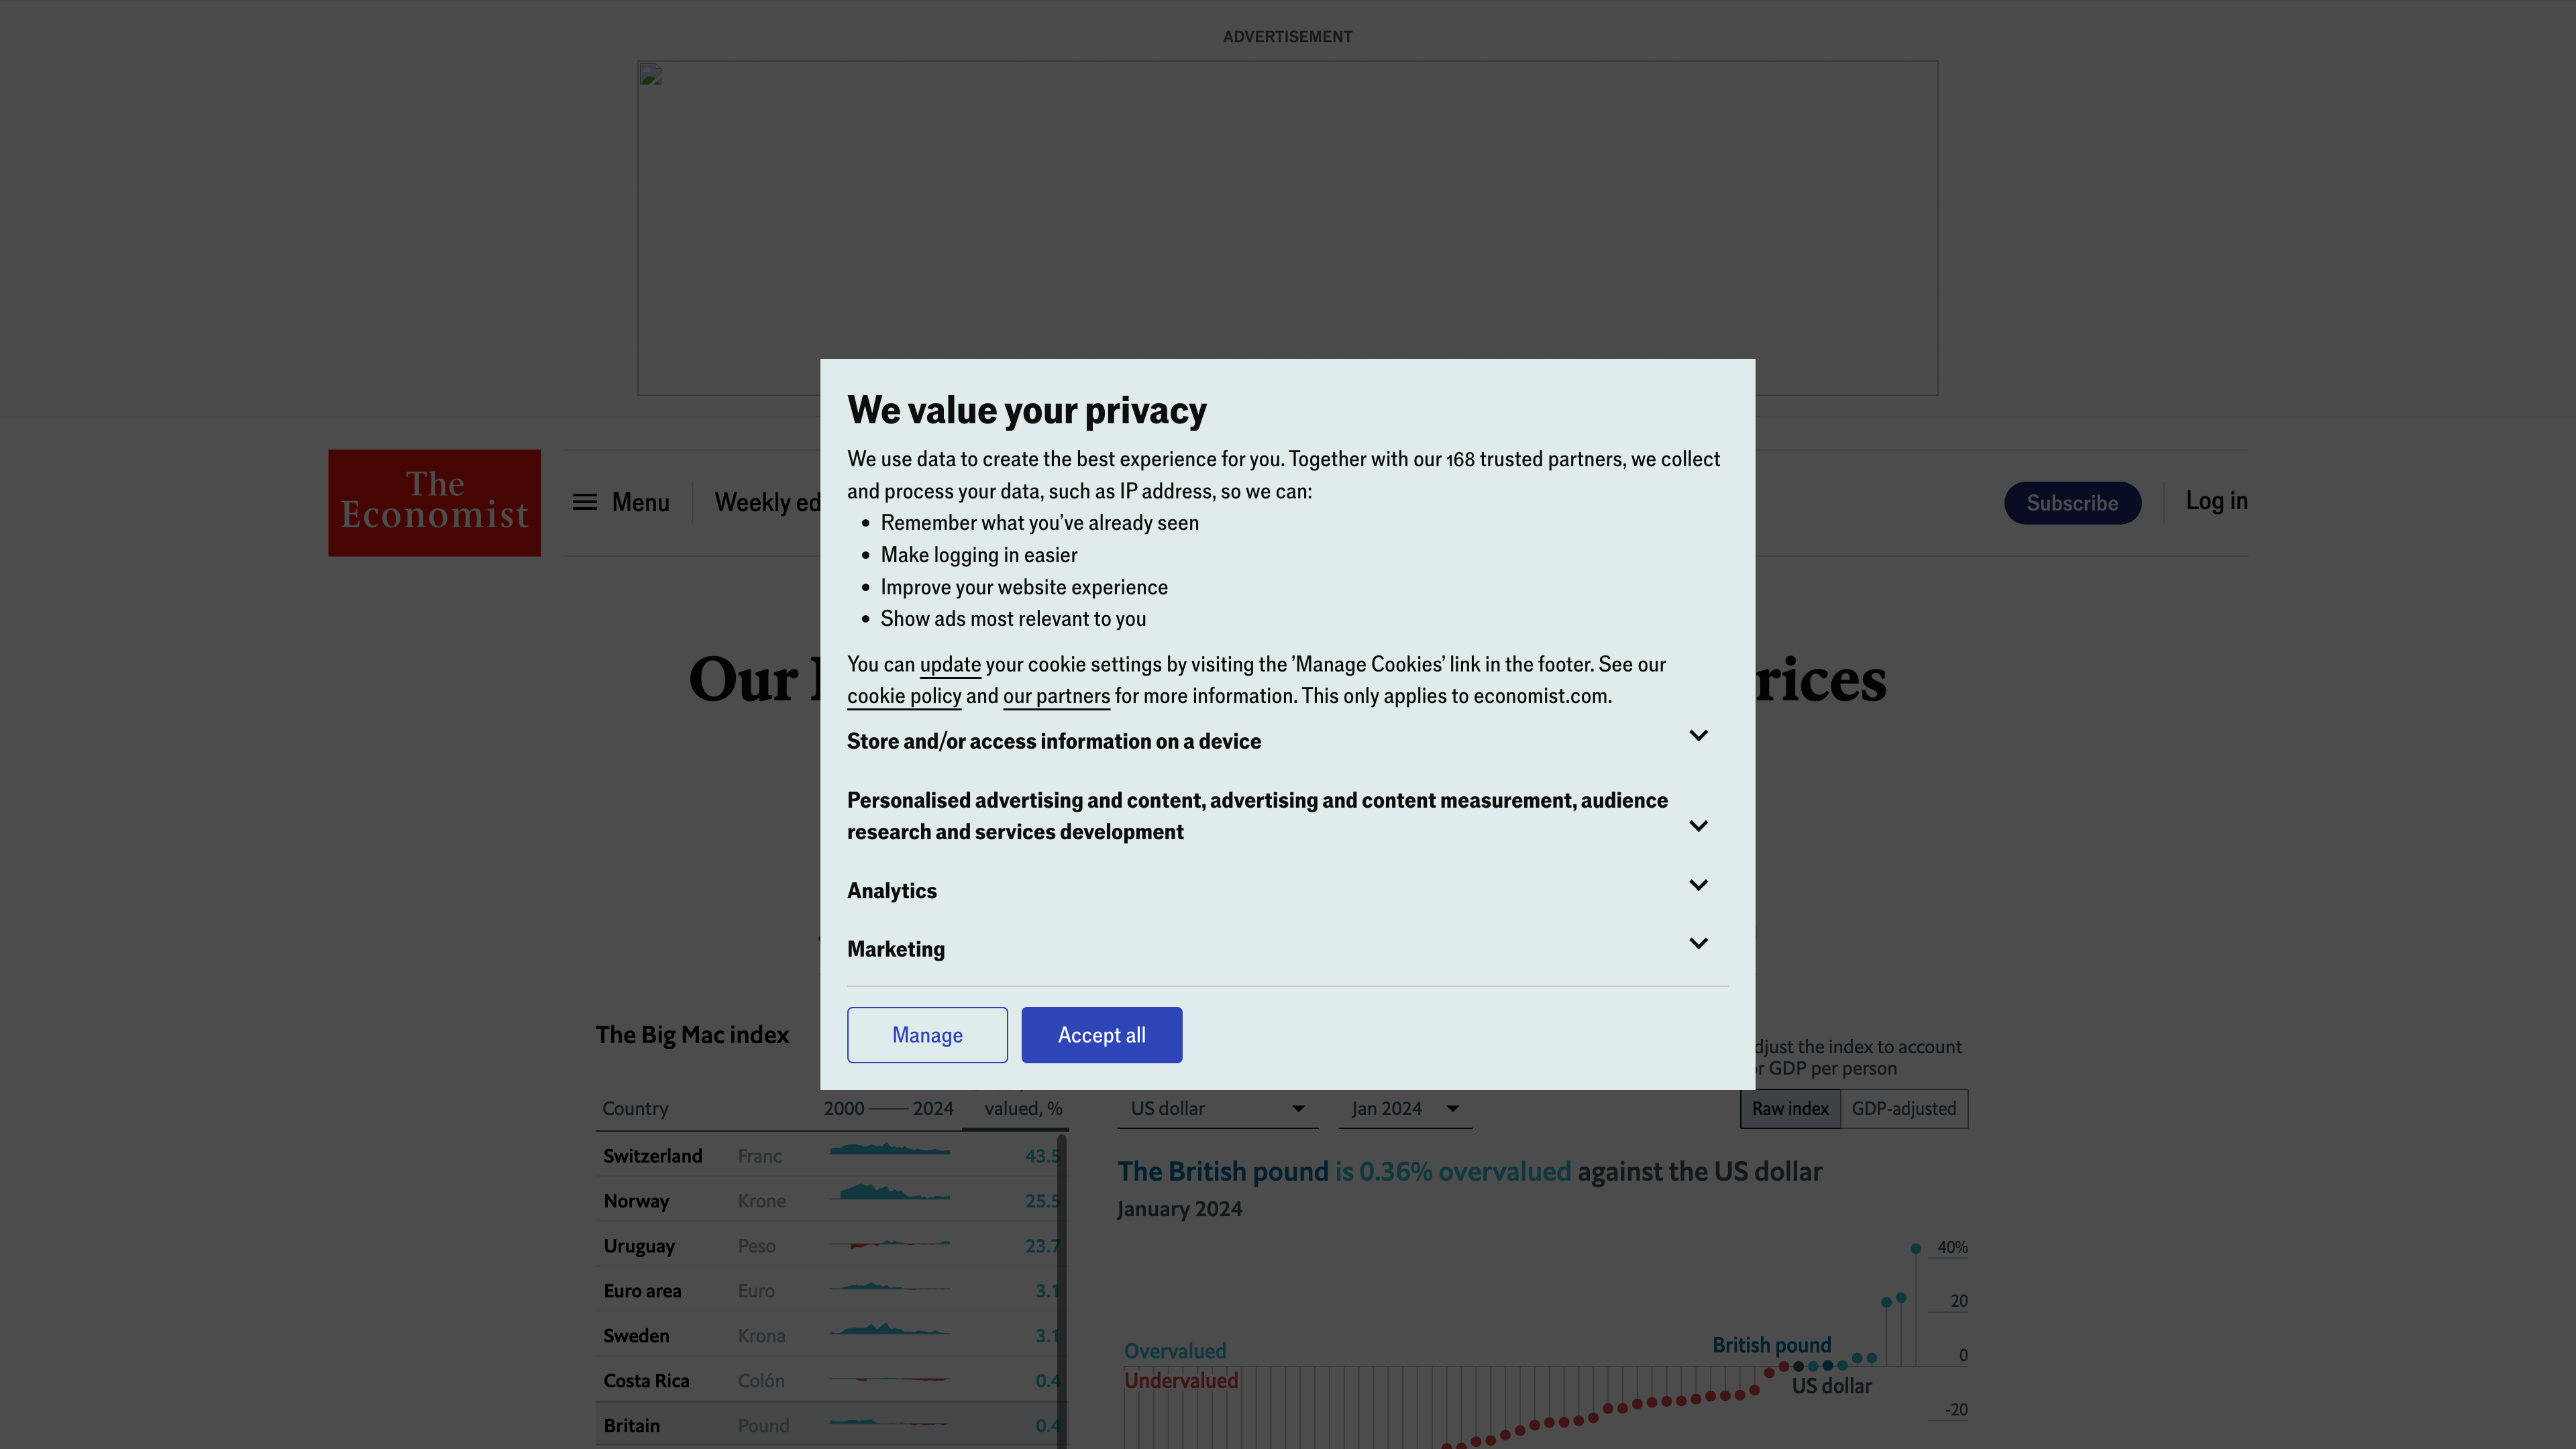 ADVERTISEMENT
The
Economist
Menu
Weekly
Subscribe
Log in
Our
We value your privacy
We use data to create the best experience for you. Together with our 168 trusted partners, we collect
and process your data, such as IP address, so we can:
• Remember what you’ve already seen
• Make logging in easier
• Improve your website experience
• Show ads most relevant to you
You can update your cookie settings by visiting the ’Manage Cookies’ link in the footer. See our
cookie policy and our partners for more information. This only applies to economist.com.
Store and/or access information on a device
Personalised advertising and content, advertising and content measurement, audience
research and services development
Analytics
Marketing
Manage
Accept all
The Big Mac index
the index to account
GDP per person
Country
2000
2024
valued, %
US dollar
Jan 2024
Raw index
GDP-adjusted
Switzerland Franc 43.5
Norway Krone 25.5
Uruguay Peso 23.7
Euro area Euro 3.1
Sweden Krona 3.1
Costa Rica Colón 0.4
Britain Pound 0.4
The British pound is 0.36% overvalued against the US dollar
January 2024
40%
20
0
-20
Overvalued
Undervalued
British pound
US dollar